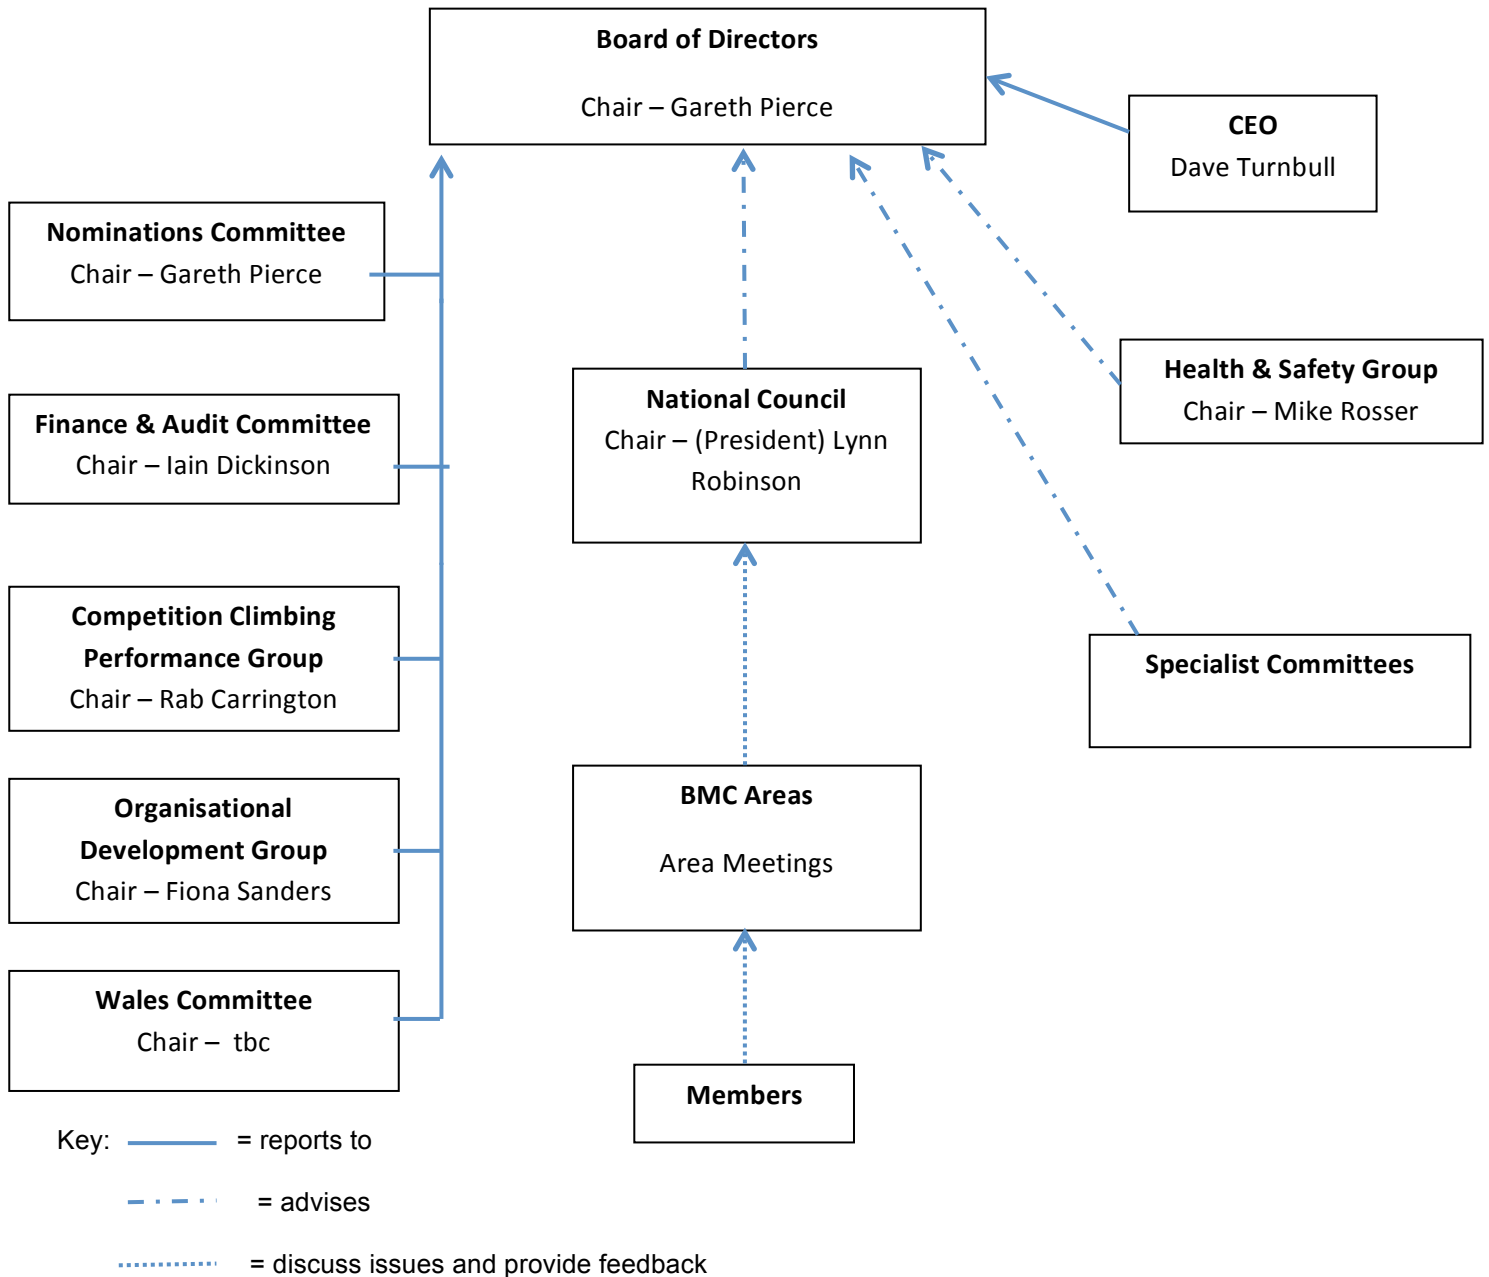 Board of Directors
Chair – Gareth Pierce
CEO
Dave Turnbull
Nominations Committee
Chair – Gareth Pierce
Finance & Audit Committee
Chair – Iain Dickinson
Competition Climbing
Performance Group
Chair – Rab Carrington
Organisational
Development Group
Chair – Fiona Sanders
Wales Committee
Chair – tbc
National Council
Chair – (President) Lynn
Robinson
BMC Areas
Area Meetings
Members
Health & Safety Group
Chair – Mike Rosser
Specialist Committees
Key: = reports to
= advises
= discuss issues and provide feedback